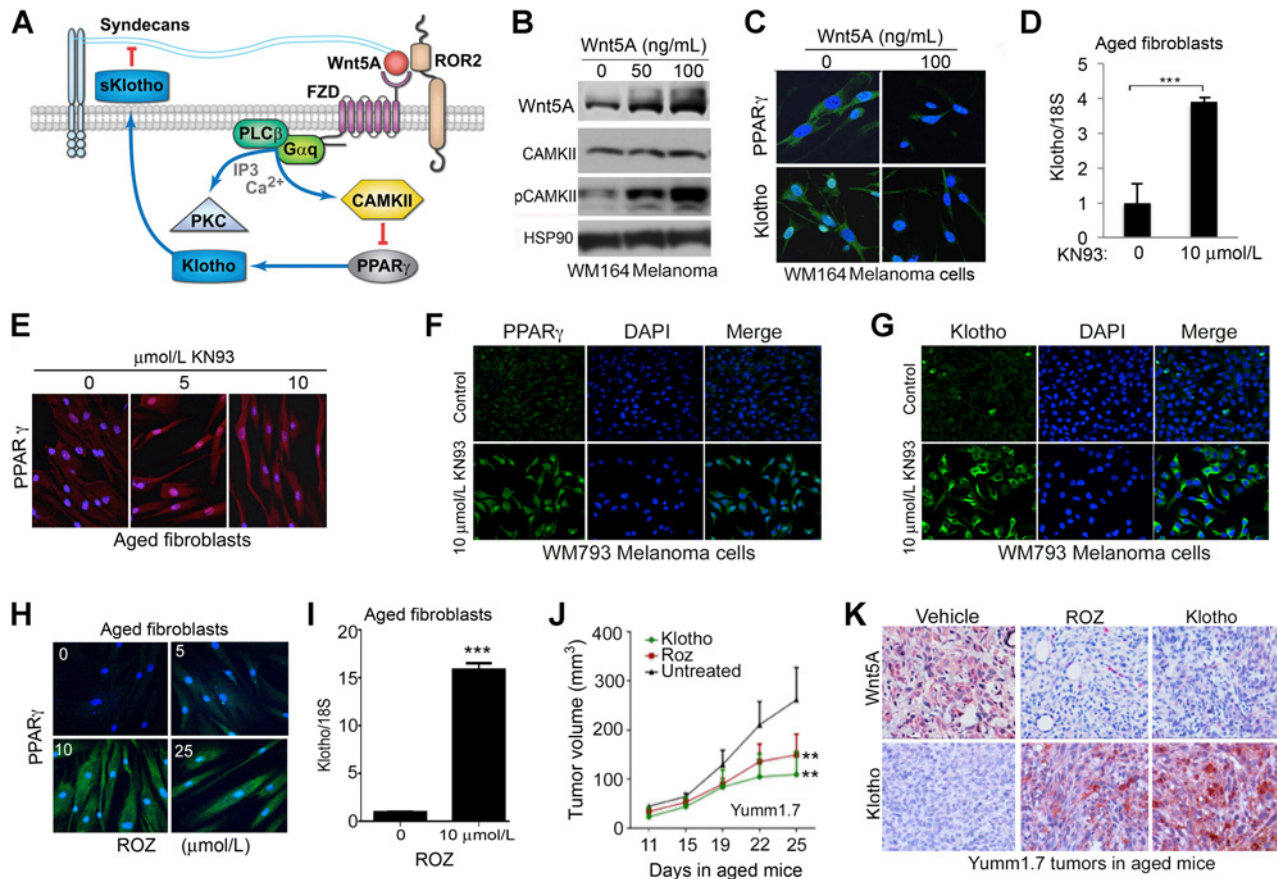 A
Syndecans
sKlotho
Wnt5A
ROR2
FZD
PLCβ
Gαq
IP3
Ca2+
PKC
CAMKII
Klotho
PPARγ
B
Wnt5A (ng/mL)
0 50 100
Wnt5A
CAMKII
pCAMKII
HSP90
WM164 Melanoma
C
Wnt5A (ng/mL)
0 100
PPARγ
Klotho
WM164 Melanoma cells
D
Aged fibroblasts
***
Klotho/18S
5
4
3
2
1
0
KN93: 0 10 μmol/L
E
μmol/L KN93
0 5 10
PPAR γ
Aged fibroblasts
F
PPARγ DAPI Merge
Control
10 μmol/L KN93
WM793 Melanoma cells
G
Klotho DAPI Merge
Control
10 μmol/L KN93
WM793 Melanoma cells
H
Aged fibroblasts
PPARγ
0 5
10 25
ROZ (μmol/L)
I
Aged fibroblasts
***
Klotho/18S
20
15
10
5
0
0 10 μmol/L
ROZ
J
Tumor volume (mm3)
400
300
200
100
0
Klotho
Roz
Untreated
**
**
Yumm1.7
11 15 19 22 25
Days in aged mice
K
Vehicle ROZ Klotho
Wnt5A
Klotho
Yumm1.7 tumors in aged mice